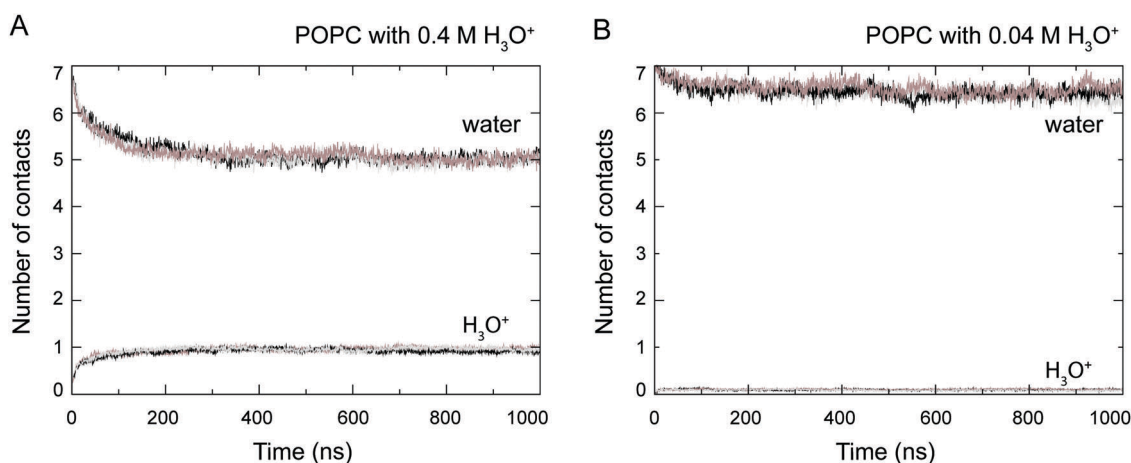 A
POPC with 0.4 M H₃O⁺
7
6
5
4
3
2
1
0
Number of contacts
water
H₃O⁺
0
200
400
600
800
1000
Time (ns)
B
POPC with 0.04 M H₃O⁺
7
6
5
4
3
2
1
0
Number of contacts
water
H₃O⁺
0
200
400
600
800
1000
Time (ns)